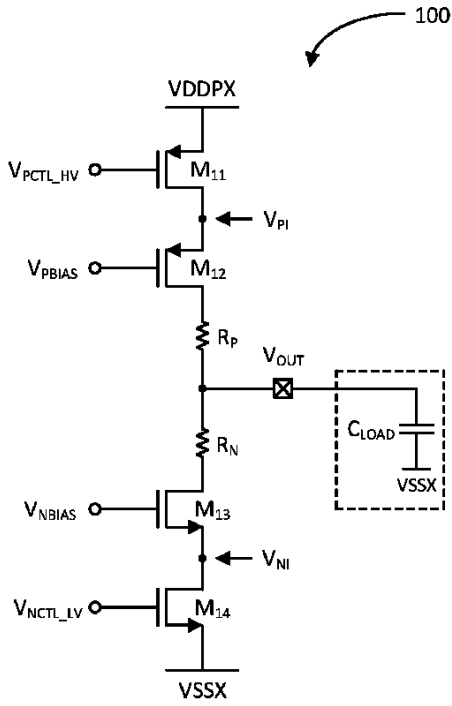 100
VDDPX
VPCTL_HV
M11
VPI
VPBIAS
M12
RP
VOUT
CLOAD
VSSX
RN
VNBIAS
M13
VNI
VNCTL_LV
M14
VSSX